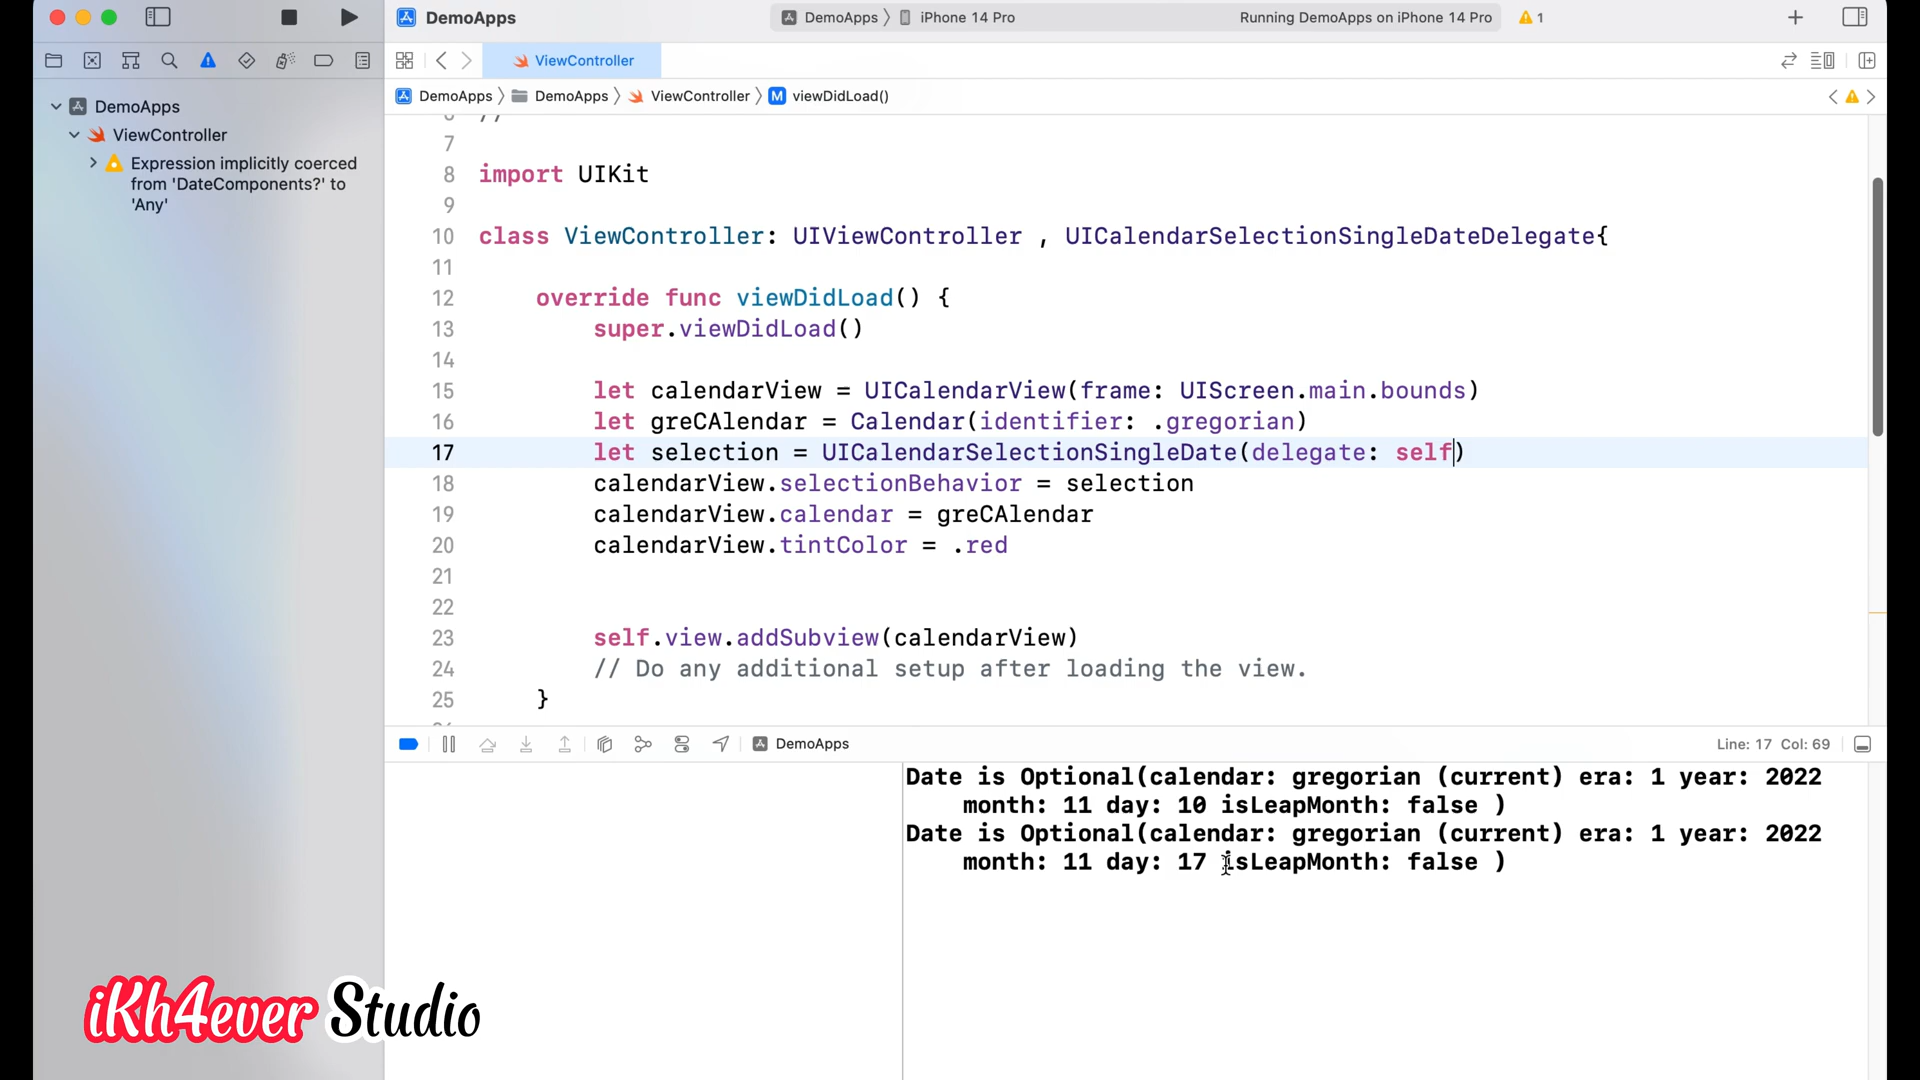 DemoApps
DemoApps 〉 iPhone 14 Pro
Running DemoApps on iPhone 14 Pro
1
ViewController
DemoApps
ViewController
Expression implicitly coerced
from 'DateComponents?' to
'Any'
DemoApps 〉 DemoApps 〉 ViewController 〉 M viewDidLoad()
6 //
7
8 import UIKit
9
10 class ViewController: UIViewController , UICalendarSelectionSingleDateDelegate{
11
12 override func viewDidLoad() {
13 super.viewDidLoad()
14
15 let calendarView = UICalendarView(frame: UIScreen.main.bounds)
16 let greCAlendar = Calendar(identifier: .gregorian)
17 let selection = UICalendarSelectionSingleDate(delegate: self)
18 calendarView.selectionBehavior = selection
19 calendarView.calendar = greCAlendar
20 calendarView.tintColor = .red
21
22
23 self.view.addSubview(calendarView)
24 // Do any additional setup after loading the view.
25 }
DemoApps
Line: 17 Col: 69
Date is Optional(calendar: gregorian (current) era: 1 year: 2022
month: 11 day: 10 isLeapMonth: false )
Date is Optional(calendar: gregorian (current) era: 1 year: 2022
month: 11 day: 17 isLeapMonth: false )
iKh4ever Studio